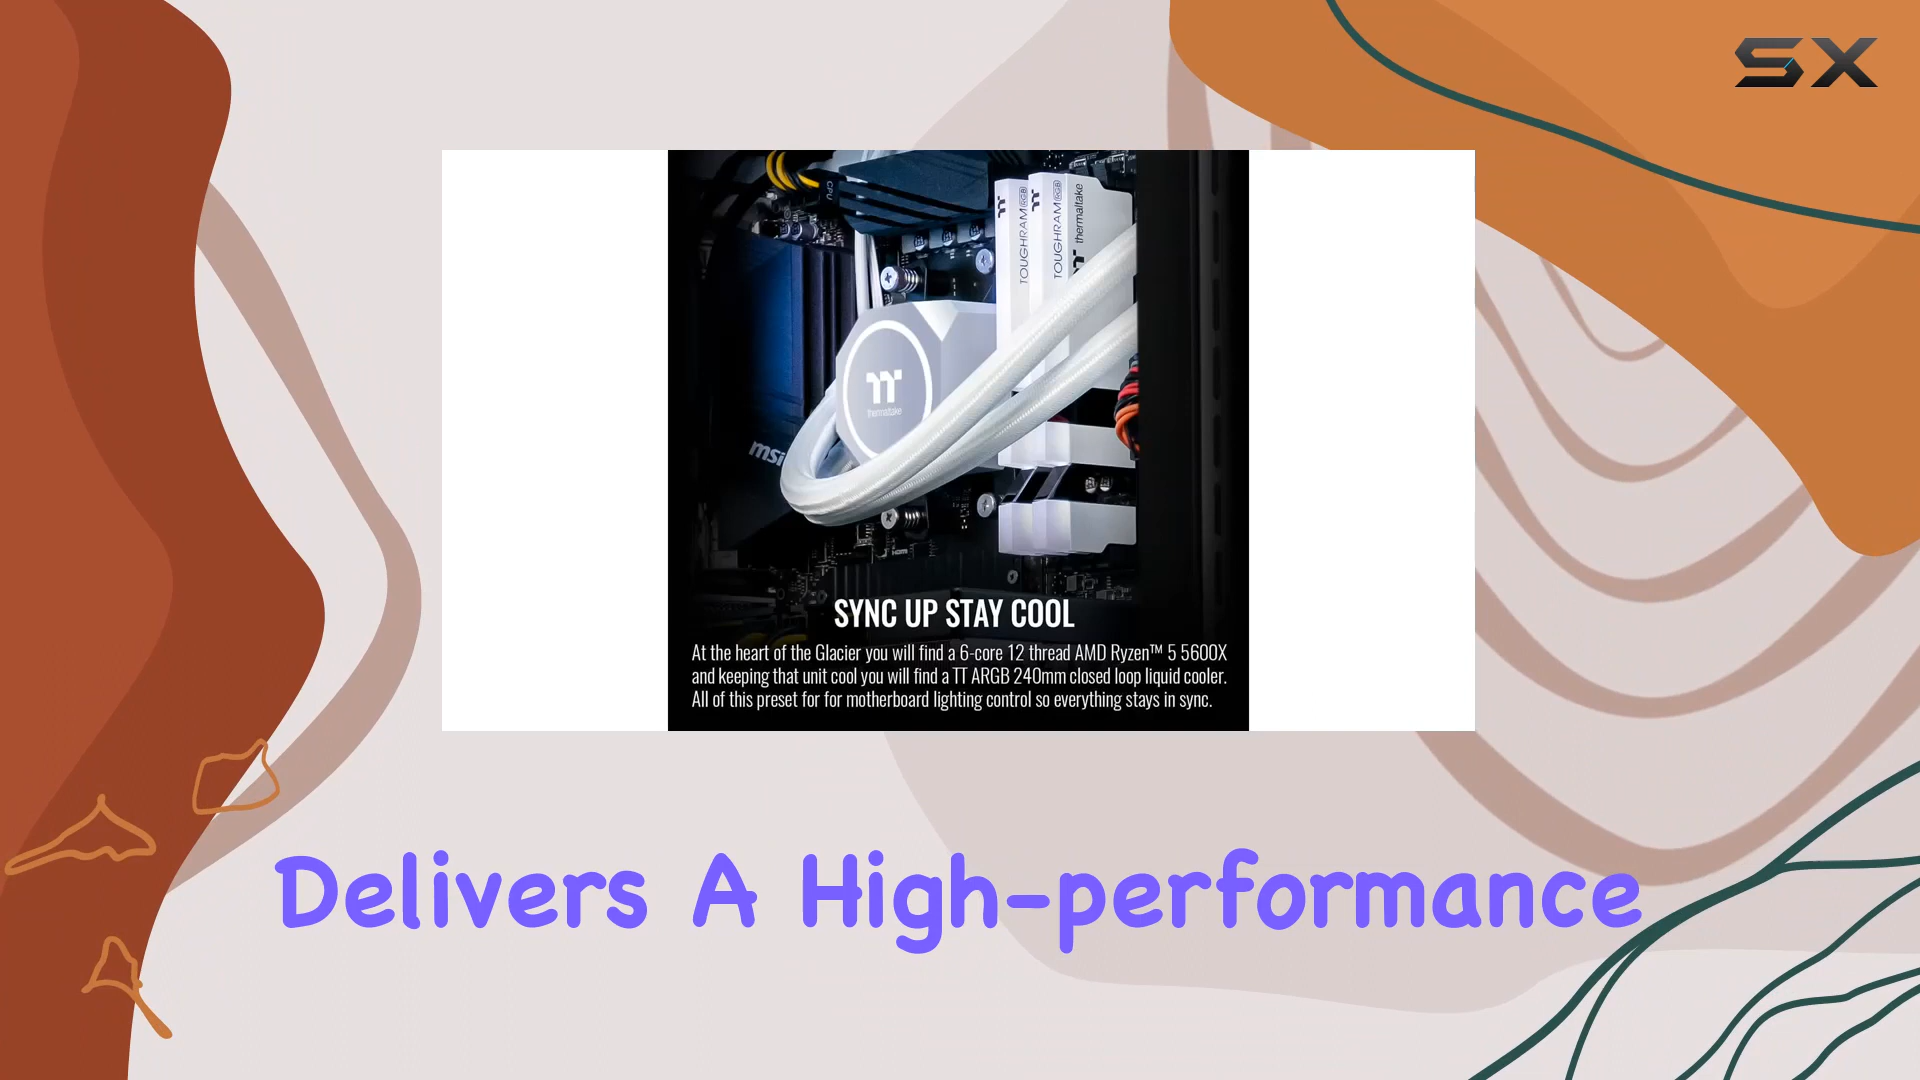 SX
CPU
TOUGHRAM RGB
TOUGHRAM RGB
thermaltake
thermaltake
msi
SYNC UP STAY COOL
At the heart of the Glacier you will find a 6-core 12 thread AMD Ryzen™ 5 5600X
and keeping that unit cool you will find a TT ARGB 240mm closed loop liquid cooler.
All of this preset for for motherboard lighting control so everything stays in sync.
Delivers A High-performance